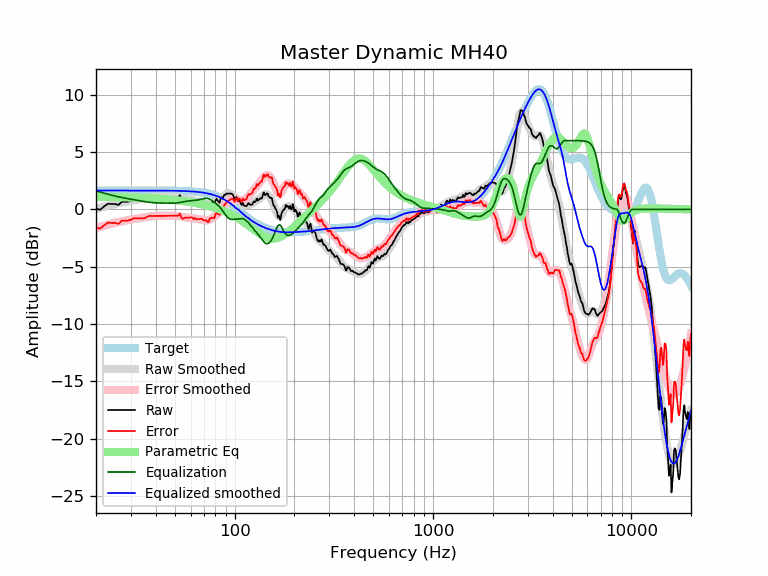 Master Dynamic MH40
Amplitude (dBr)
10
5
0
−5
−10
−15
−20
−25
Target
Raw Smoothed
Error Smoothed
Raw
Error
Parametric Eq
Equalization
Equalized smoothed
100
1000
10000
Frequency (Hz)